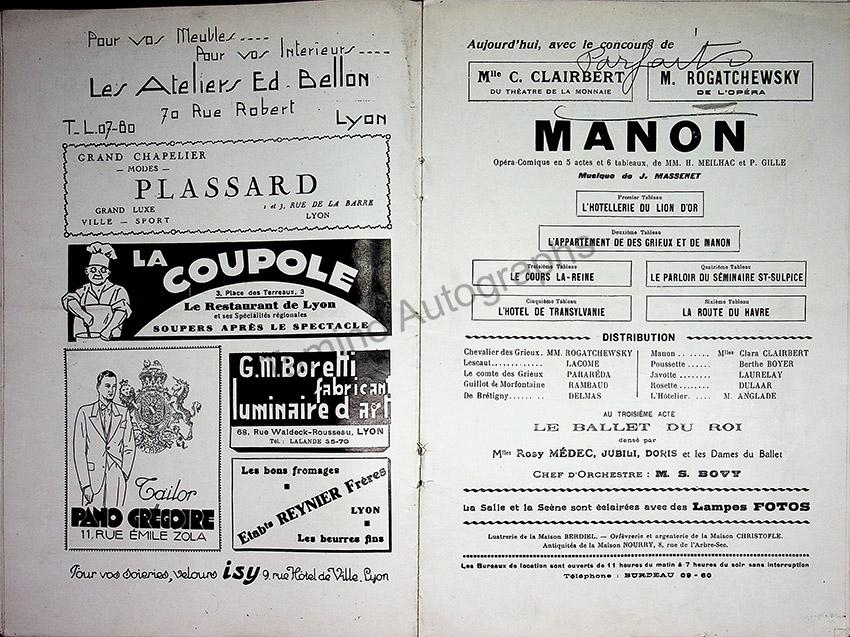 Pour vos Meubles----
Pour vos Interieurs----
Les Ateliers Ed. Bellon
70 Rue Robert
T.L.07-80
Lyon
GRAND CHAPELIER
— MODES —
PLASSARD
GRAND LUXE
VILLE — SPORT
1 et 3, RUE DE LA BARRE
LYON
LA COUPOLE
3, Place des Terreaux, 3
Le Restaurant de Lyon
et ses Spécialités régionales
SOUPERS APRÈS LE SPECTACLE
Tailor
PANO GRÉGOIRE
11, RUE ÉMILE ZOLA
G.M.Boretti
fabricant
luminaire d'art
68, Rue Waldeck-Rousseau, LYON
Tél.: LALANDE 35-70
Les bons fromages
Etabts REYNIER Frères
LYON
Les beurres fins
Pour vos soieries, velours isy 9, rue Hôtel de Ville, Lyon
Aujourd'hui, avec le concours de
Parfait
Mlle C. CLAIRBERT
DU THÉATRE DE LA MONNAIE
M. ROGATCHEWSKY
DE L'OPÉRA
MANON
Opéra-Comique en 5 actes et 6 tableaux, de MM. H. MEILHAC et P. GILLE
Musique de J. MASSENET
Premier Tableau
L'HOTELLERIE DU LION D'OR
Deuxième Tableau
L'APPARTEMENT DE DES GRIEUX ET DE MANON
Troisième Tableau
LE COURS LA-REINE
Quatrième Tableau
LE PARLOIR DU SÉMINAIRE ST-SULPICE
Cinquième Tableau
L'HOTEL DE TRANSYLVANIE
Sixième Tableau
LA ROUTE DU HAVRE
DISTRIBUTION
Chevalier des Grieux. MM. ROGATCHEWSKY
Lescaut............. LACOME
Le comte des Grieux PARARÉDA
Guillot de Morfontaine RAMBAUD
De Brétigny....... DELMAS
Manon ...... Mlles Clara CLAIRBERT
Poussette ...... Berthe BOYER
Javotte ....... LAURELAY
Rosette ........ DULAAR
L'Hôtelier.... M. ANGLADE
AU TROISIÈME ACTE
LE BALLET DU ROI
dansé par
Mlles Rosy MÉDEC, JUBILI, DORIS et les Dames du Ballet
CHEF D'ORCHESTRE : M. S. BOVY
La Salle et la Scène sont éclairées avec des Lampes FOTOS
Lustrerie de la Maison BERDIEL. — Orfèvrerie et argenterie de la Maison CHRISTOFLE.
Antiquités de la Maison NOURRY, 8, rue de l'Arbre-Sec.
Les Bureaux de location sont ouverts de 11 heures du matin à 7 heures du soir sans interruption
Téléphone : BURDEAU 09-60
Tamino Autographs